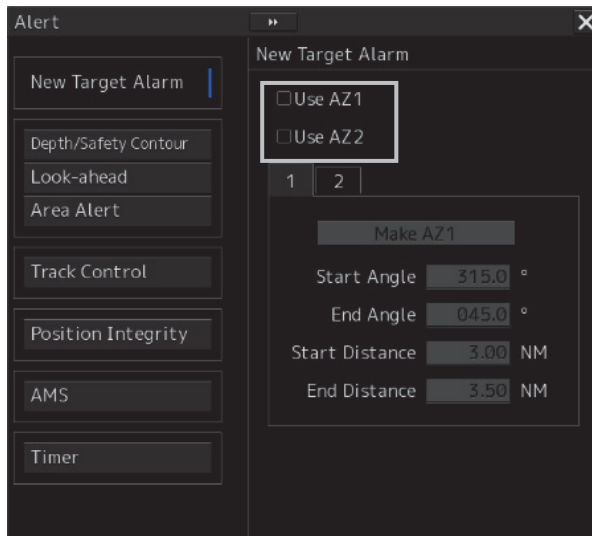 Alert
New Target Alarm
Depth/Safety Contour
Look-ahead
Area Alert
Track Control
Position Integrity
AMS
Timer
New Target Alarm
Use AZ1
Use AZ2
1 2
Make AZ1
Start Angle 315.0 °
End Angle 045.0 °
Start Distance 3.00 NM
End Distance 3.50 NM